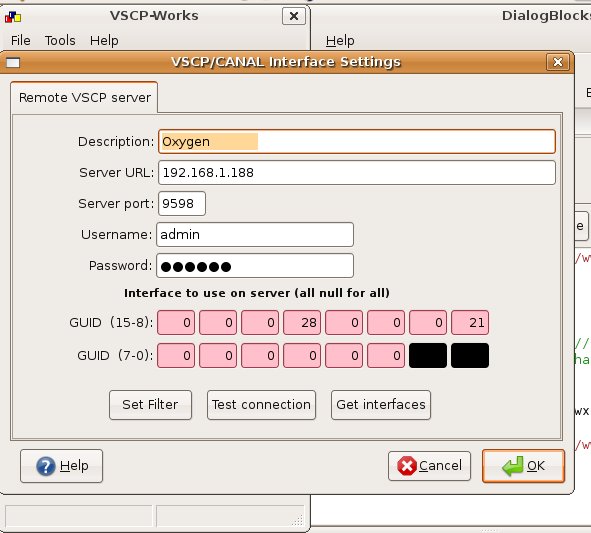 VSCP-Works
DialogBlocks
File Tools Help
Help
VSCP/CANAL Interface Settings
Remote VSCP server
Description: Oxygen
Server URL: 192.168.1.188
Server port: 9598
Username: admin
Password: ●●●●●●
Interface to use on server (all null for all)
GUID (15-8): 0 0 0 28 0 0 0 21
GUID (7-0): 0 0 0 0 0 0
Set Filter Test connection Get interfaces
Help Cancel OK
//
ha
wx